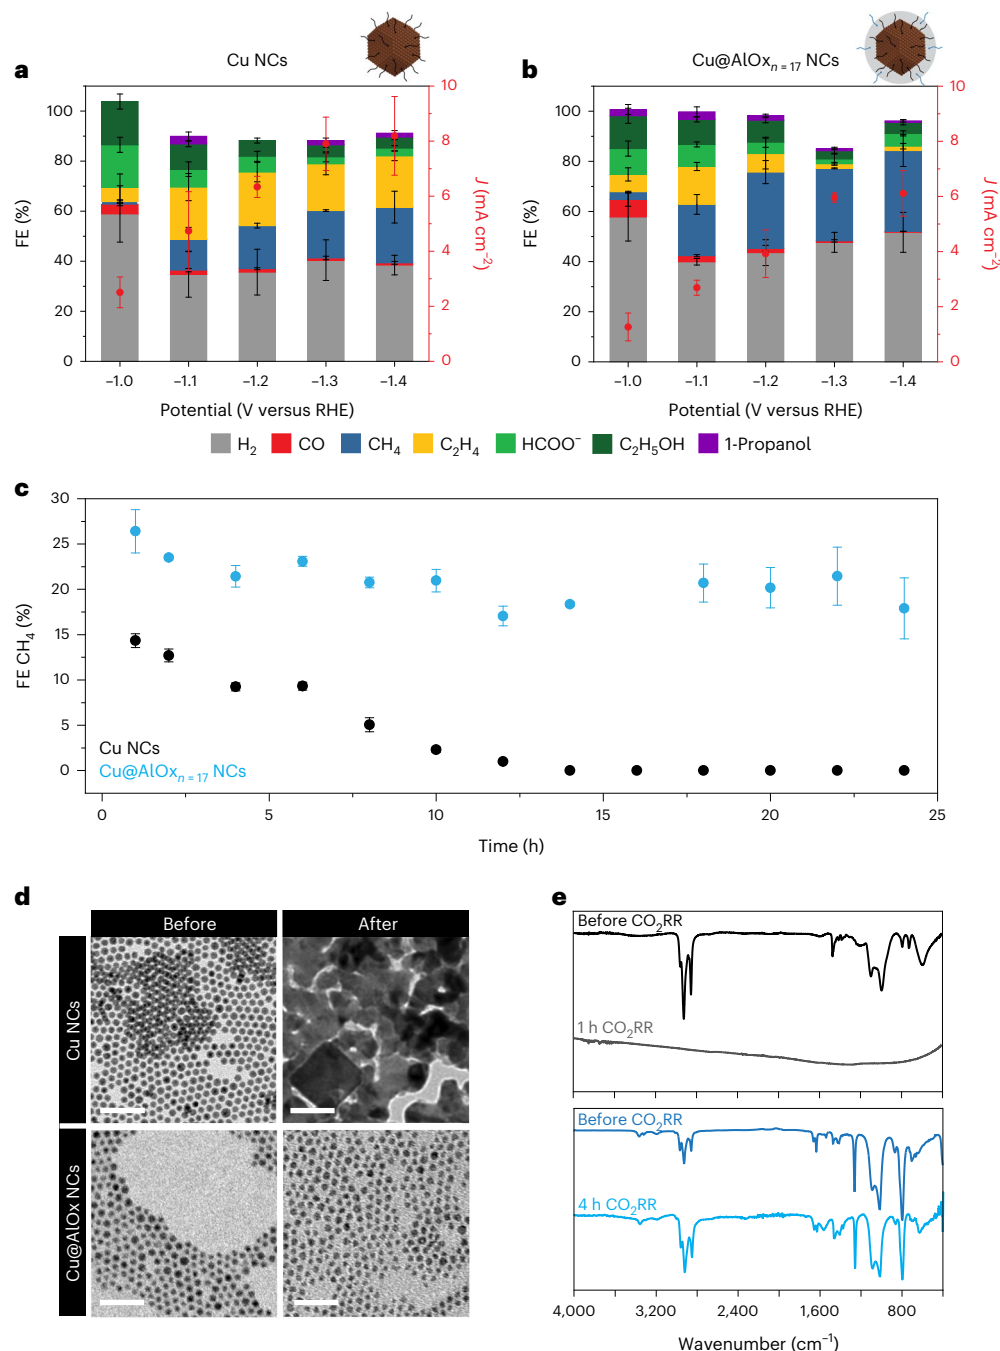 a
Cu NCs
FE (%)
100
80
60
40
20
0
10
8
6
4
2
0
J (mA cm⁻²)
–1.0 –1.1 –1.2 –1.3 –1.4
Potential (V versus RHE)
b
Cu@AlOxₙ₌₁₇ NCs
FE (%)
100
80
60
40
20
0
10
8
6
4
2
0
J (mA cm⁻²)
–1.0 –1.1 –1.2 –1.3 –1.4
Potential (V versus RHE)
H₂ CO CH₄ C₂H₄ HCOO⁻ C₂H₅OH 1-Propanol
c
FE CH₄ (%)
30
25
20
15
10
5
0
Cu NCs
Cu@AlOxₙ₌₁₇ NCs
0 5 10 15 20 25
Time (h)
d
Before After
Cu NCs
Cu@AlOx NCs
e
Before CO₂RR
1 h CO₂RR
Before CO₂RR
4 h CO₂RR
4,000 3,200 2,400 1,600 800
Wavenumber (cm⁻¹)